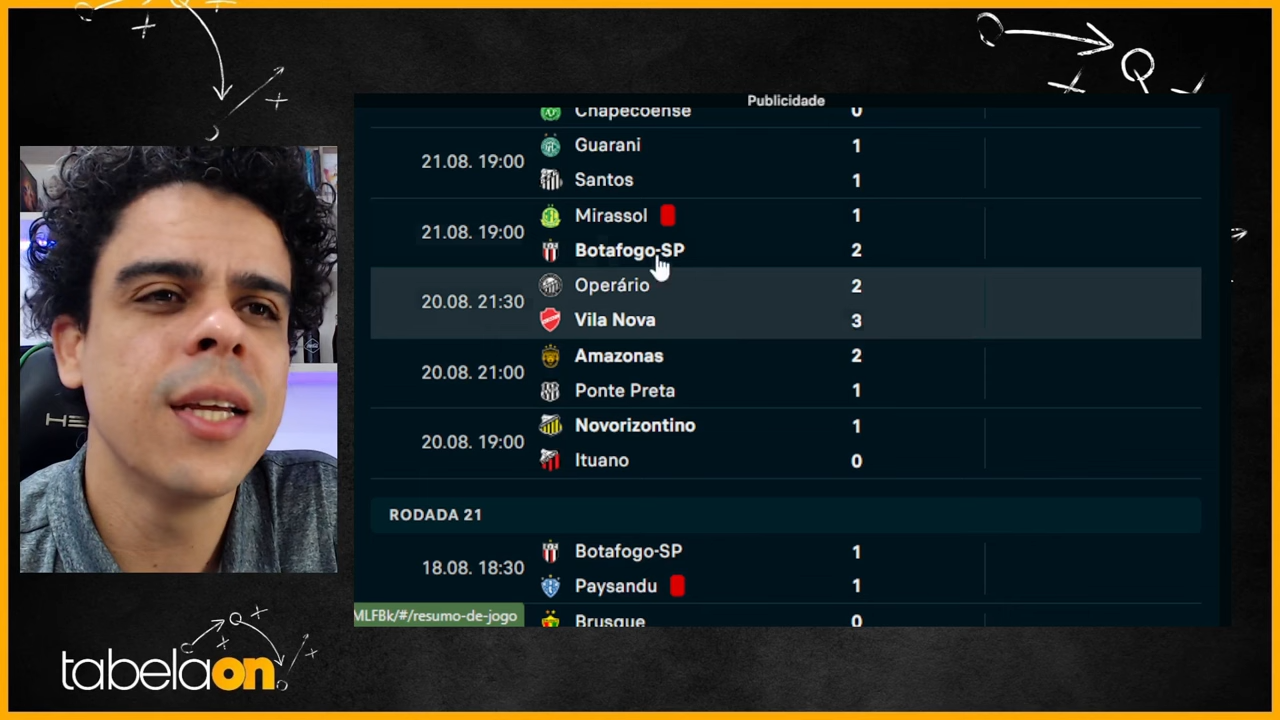 Publicidade
Chapecoense 0
21.08. 19:00
Guarani 1
Santos 1
21.08. 19:00
Mirassol 1
Botafogo-SP 2
20.08. 21:30
Operário 2
Vila Nova 3
20.08. 21:00
Amazonas 2
Ponte Preta 1
20.08. 19:00
Novorizontino 1
Ituano 0
RODADA 21
18.08. 18:30
Botafogo-SP 1
Paysandu 1
Brusque 0
MLFBk/#/resumo-de-jogo
HE
tabelaon